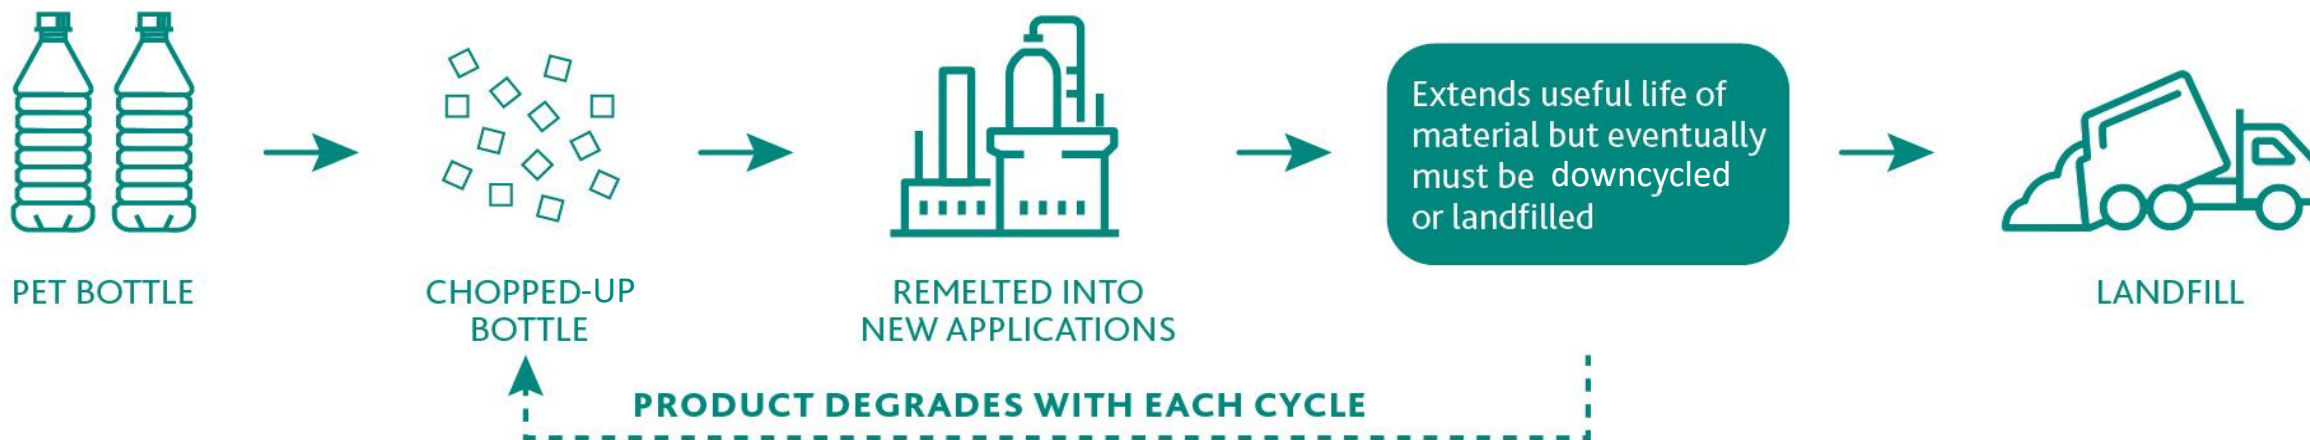 PET BOTTLE
CHOPPED-UP
BOTTLE
REMELTED INTO
NEW APPLICATIONS
Extends useful life of
material but eventually
must be downcycled
or landfilled
LANDFILL
PRODUCT DEGRADES WITH EACH CYCLE